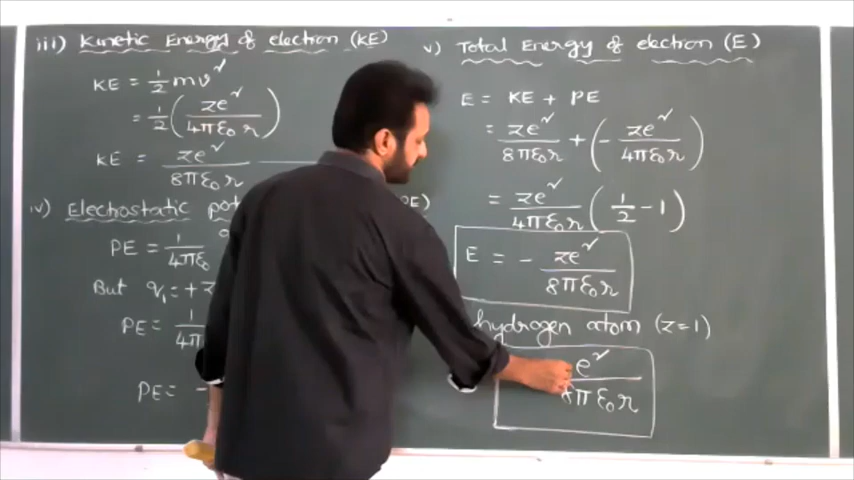 iii) Kinetic Energy of electron (KE)
KE = 1/2 mv²
= 1/2 (ze²/4πε₀r)
KE = ze²/8πε₀r
iv) Electrostatic
PE = 1/4πε₀
But q₁ = +z
PE = 1/4π
PE = -
v) Total Energy of electron (E)
E = KE + PE
= ze²/8πε₀r + (- ze²/4πε₀r)
= ze²/4πε₀r (1/2 - 1)
E = - ze²/8πε₀r
hydrogen atom (z=1)
e²/8πε₀r